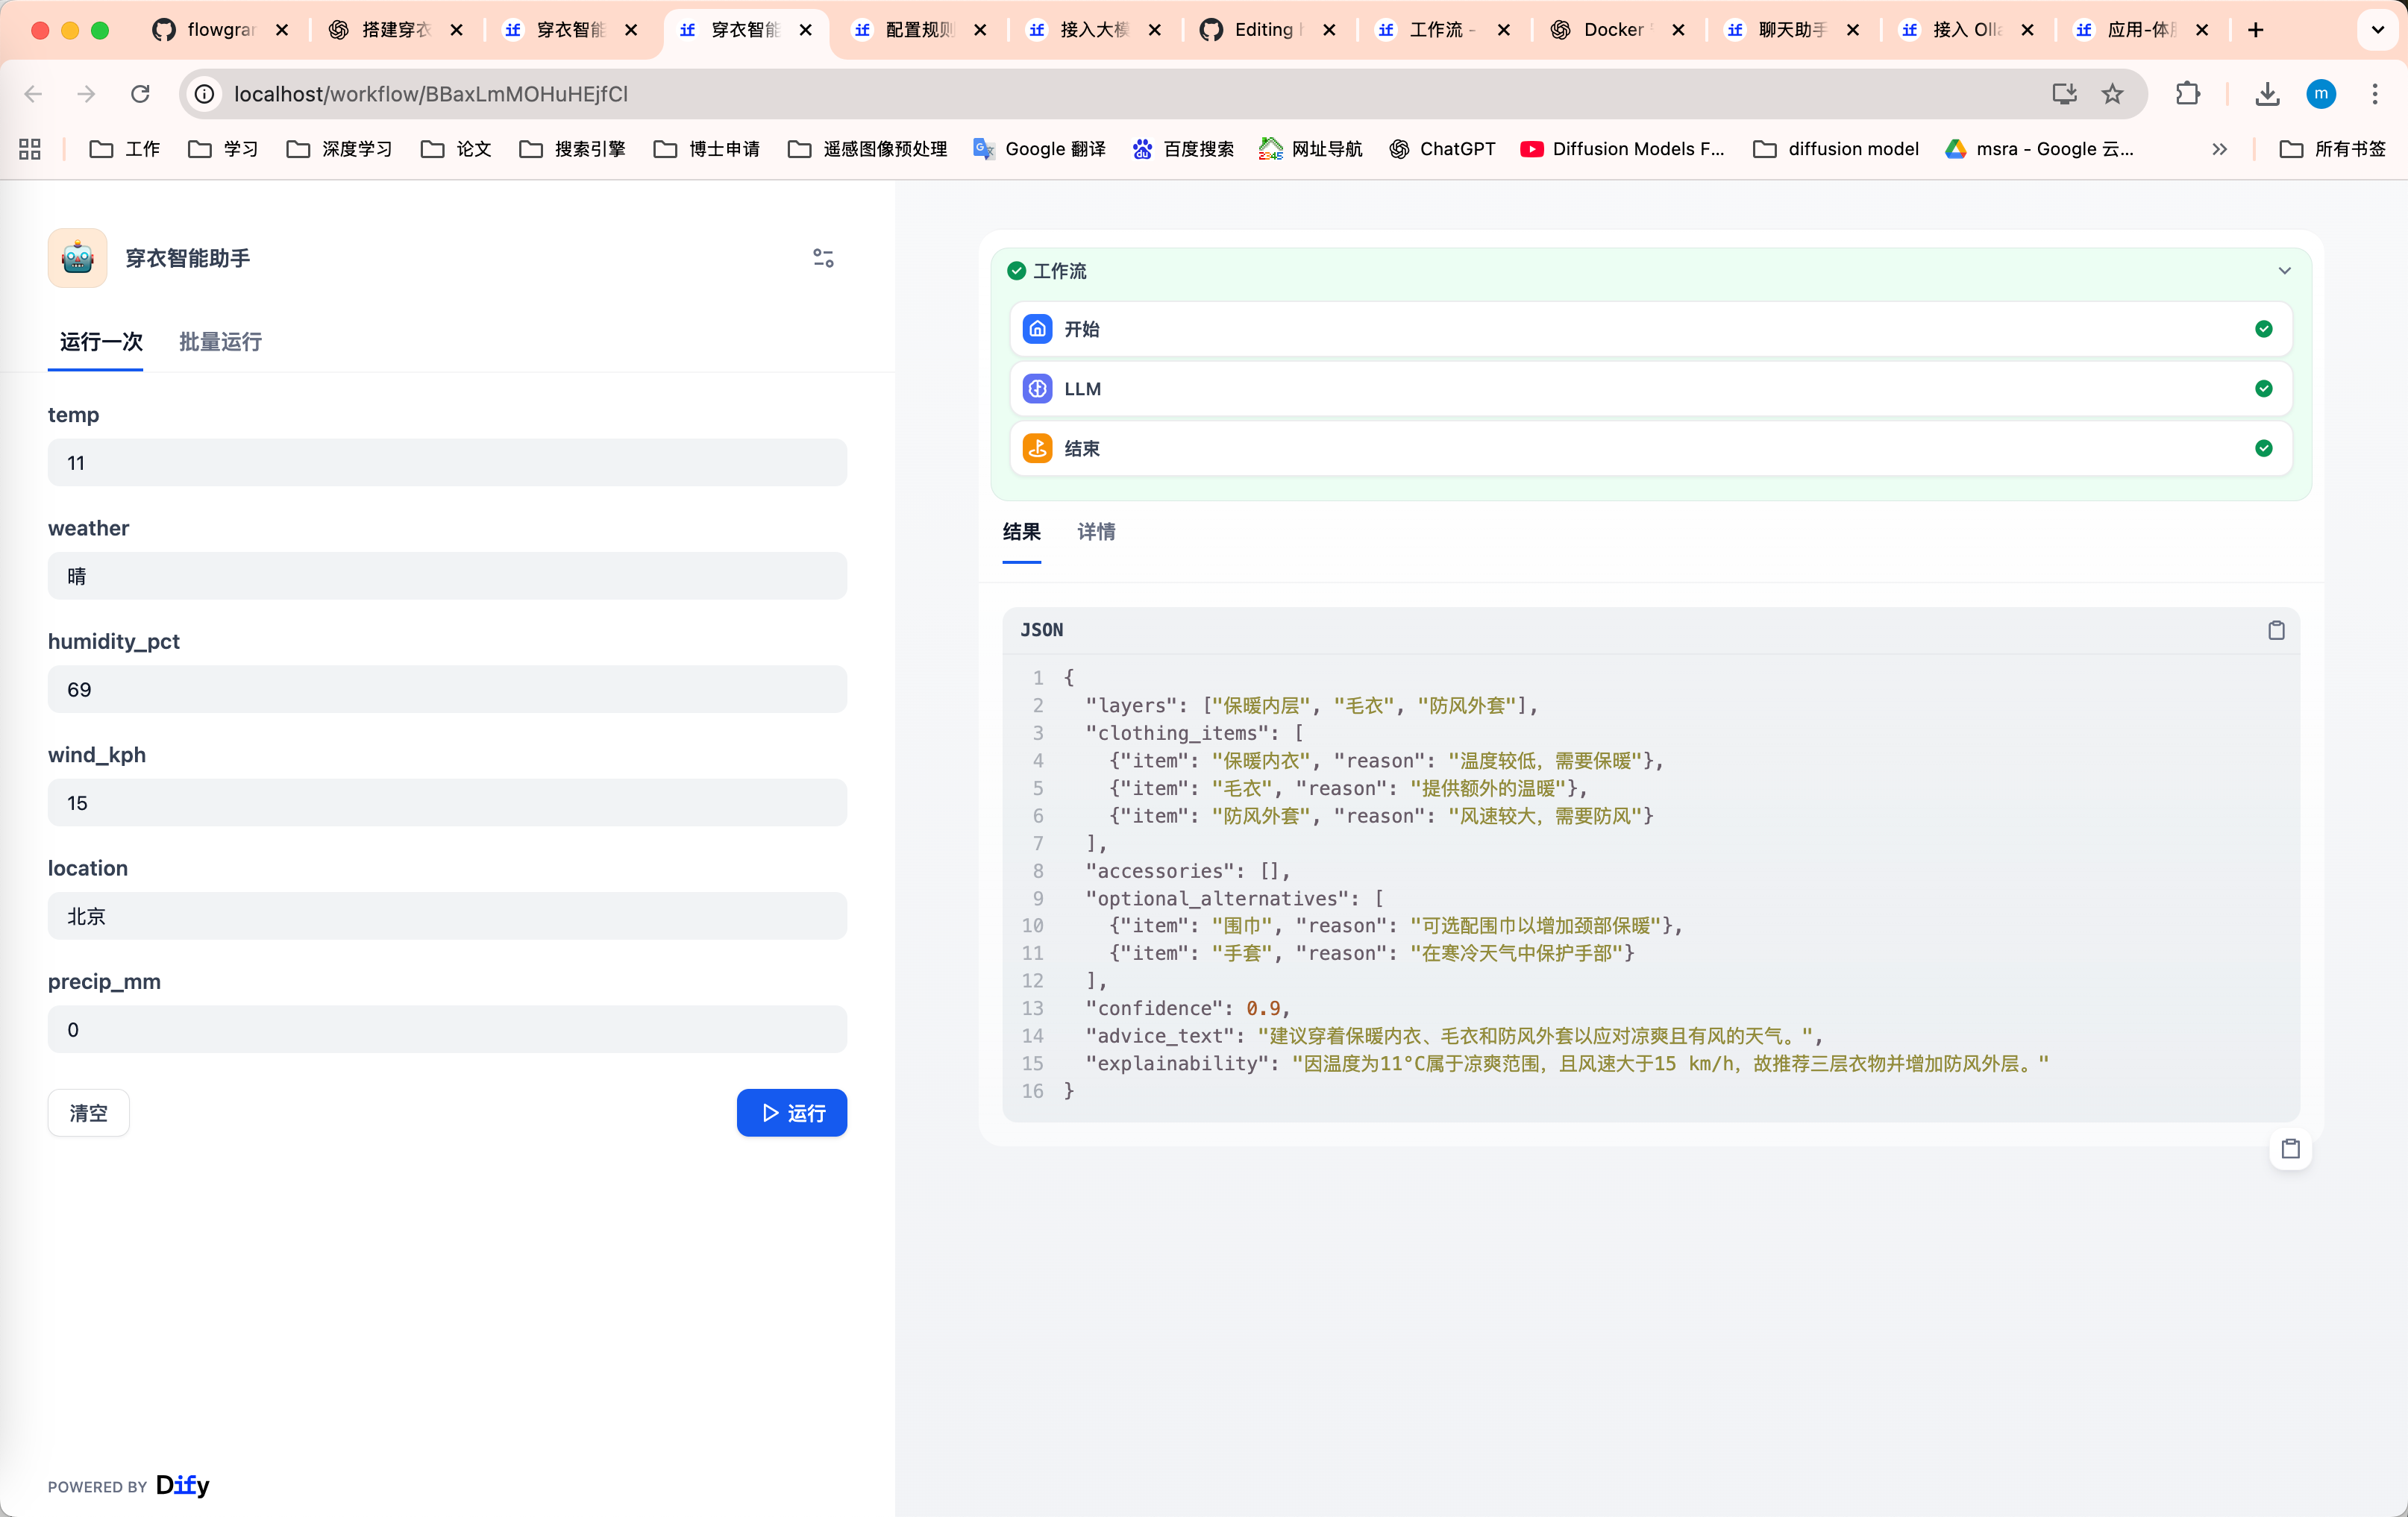 flowgra
搭建穿衣
穿衣智能
穿衣智能
配置规则
接入大模
Editing
工作流 -
Docker
聊天助手
接入 Olla
应用-体
localhost/workflow/BBaxLmMOHuHEjfCl
m
工作
学习
深度学习
论文
搜索引擎
博士申请
遥感图像预处理
Google 翻译
百度搜索
网址导航
ChatGPT
Diffusion Models F...
diffusion model
msra - Google 云...
所有书签
穿衣智能助手
运行一次 批量运行
temp
11
weather
晴
humidity_pct
69
wind_kph
15
location
北京
precip_mm
0
清空
运行
POWERED BY Dify
工作流
开始
LLM
结束
结果 详情
JSON
1 {
2 "layers": ["保暖内层", "毛衣", "防风外套"],
3 "clothing_items": [
4 {"item": "保暖内衣", "reason": "温度较低，需要保暖"},
5 {"item": "毛衣", "reason": "提供额外的温暖"},
6 {"item": "防风外套", "reason": "风速较大，需要防风"}
7 ],
8 "accessories": [],
9 "optional_alternatives": [
10 {"item": "围巾", "reason": "可选配围巾以增加颈部保暖"},
11 {"item": "手套", "reason": "在寒冷天气中保护手部"}
12 ],
13 "confidence": 0.9,
14 "advice_text": "建议穿着保暖内衣、毛衣和防风外套以应对凉爽且有风的天气。",
15 "explainability": "因温度为11°C属于凉爽范围，且风速大于15 km/h，故推荐三层衣物并增加防风外层。"
16 }